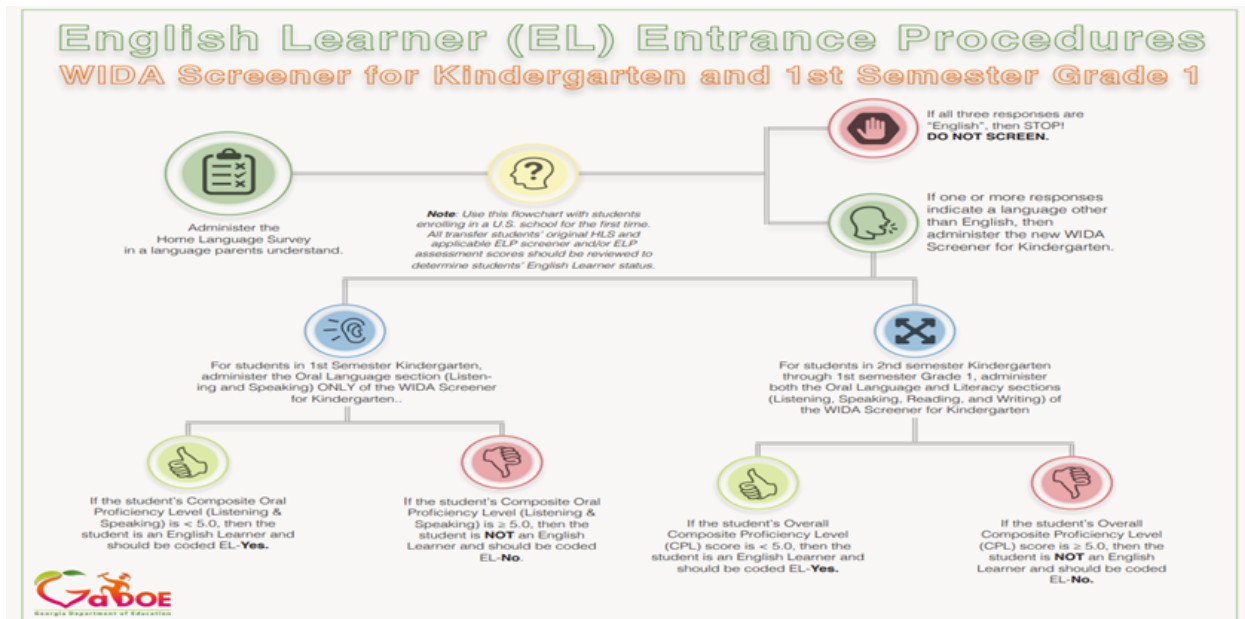 English Learner (EL) Entrance Procedures
WIDA Screener for Kindergarten and 1st Semester Grade 1
If all three responses are
"English", then STOP!
DO NOT SCREEN.
?
Administer the
Home Language Survey
in a language parents understand.
Note: Use this flowchart with students
enrolling in a U.S. school for the first time.
All transfer students' original HLS and
applicable ELP screener and/or ELP
assessment scores should be reviewed to
determine students' English Learner status.
If one or more responses
indicate a language other
than English, then
administer the new WIDA
Screener for Kindergarten.
For students in 1st Semester Kindergarten,
administer the Oral Language section (Listen-
ing and Speaking) ONLY of the WIDA Screener
for Kindergarten..
For students in 2nd semester Kindergarten
through 1st semester Grade 1, administer
both the Oral Language and Literacy sections
(Listening, Speaking, Reading, and Writing) of
the WIDA Screener for Kindergarten
If the student's Composite Oral
Proficiency Level (Listening &
Speaking) is < 5.0, then the
student is an English Learner and
should be coded EL-Yes.
If the student's Composite Oral
Proficiency Level (Listening &
Speaking) is ≥ 5.0, then the
student is NOT an English
Learner and should be coded
EL-No.
If the student's Overall
Composite Proficiency Level
(CPL) score is < 5.0, then the
student is an English Learner and
should be coded EL-Yes.
If the student's Overall
Composite Proficiency Level
(CPL) score is ≥ 5.0, then the
student is NOT an English
Learner and should be coded
EL-No.
GaDOE
Georgia Department of Education